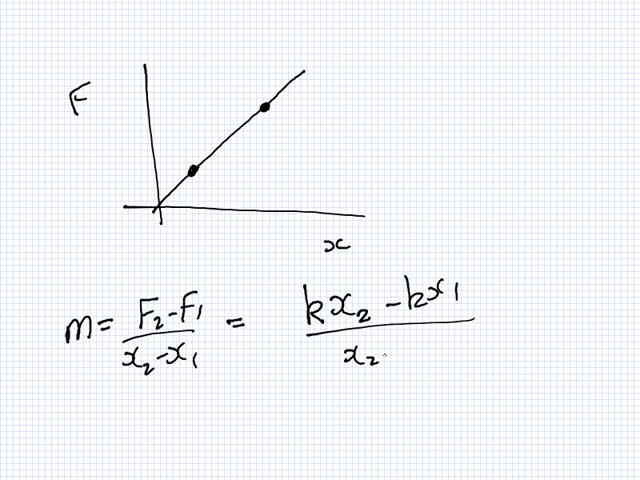 F
x
m = F₂-F₁ / x₂-x₁ = kx₂-kx₁ / x₂